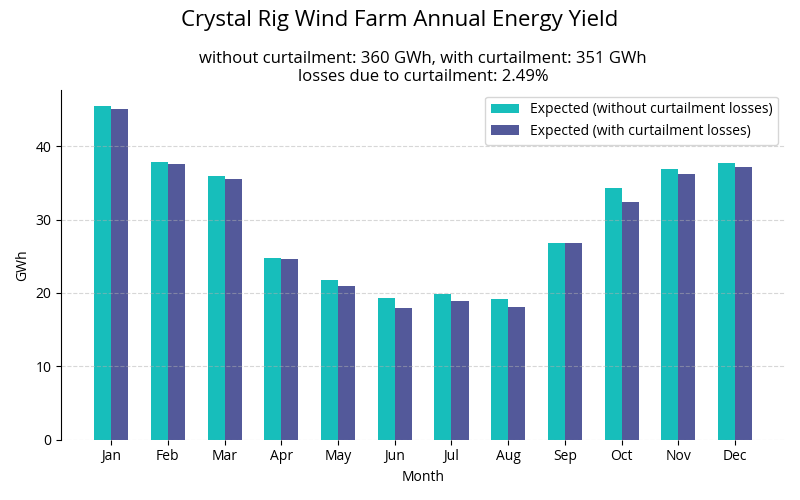 Crystal Rig Wind Farm Annual Energy Yield
without curtailment: 360 GWh, with curtailment: 351 GWh
losses due to curtailment: 2.49%
Expected (without curtailment losses)
Expected (with curtailment losses)
GWh
40
30
20
10
0
Jan Feb Mar Apr May Jun Jul Aug Sep Oct Nov Dec
Month